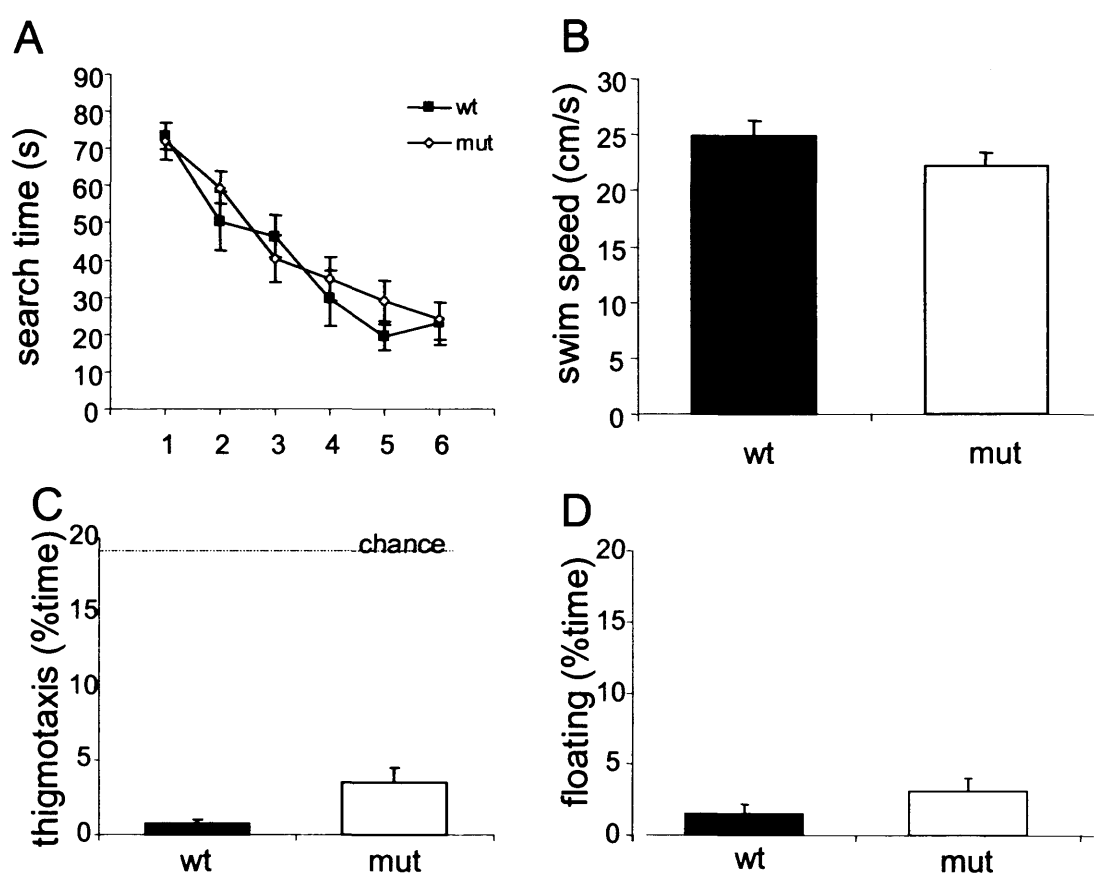 A
search time (s)
90
80
70
60
50
40
30
20
10
0
1 2 3 4 5 6
wt
mut
B
swim speed (cm/s)
30
25
20
15
10
5
0
wt mut
C
thigmotaxis (%time)
20
15
10
5
0
chance
wt mut
D
floating (%time)
20
15
10
5
0
wt mut